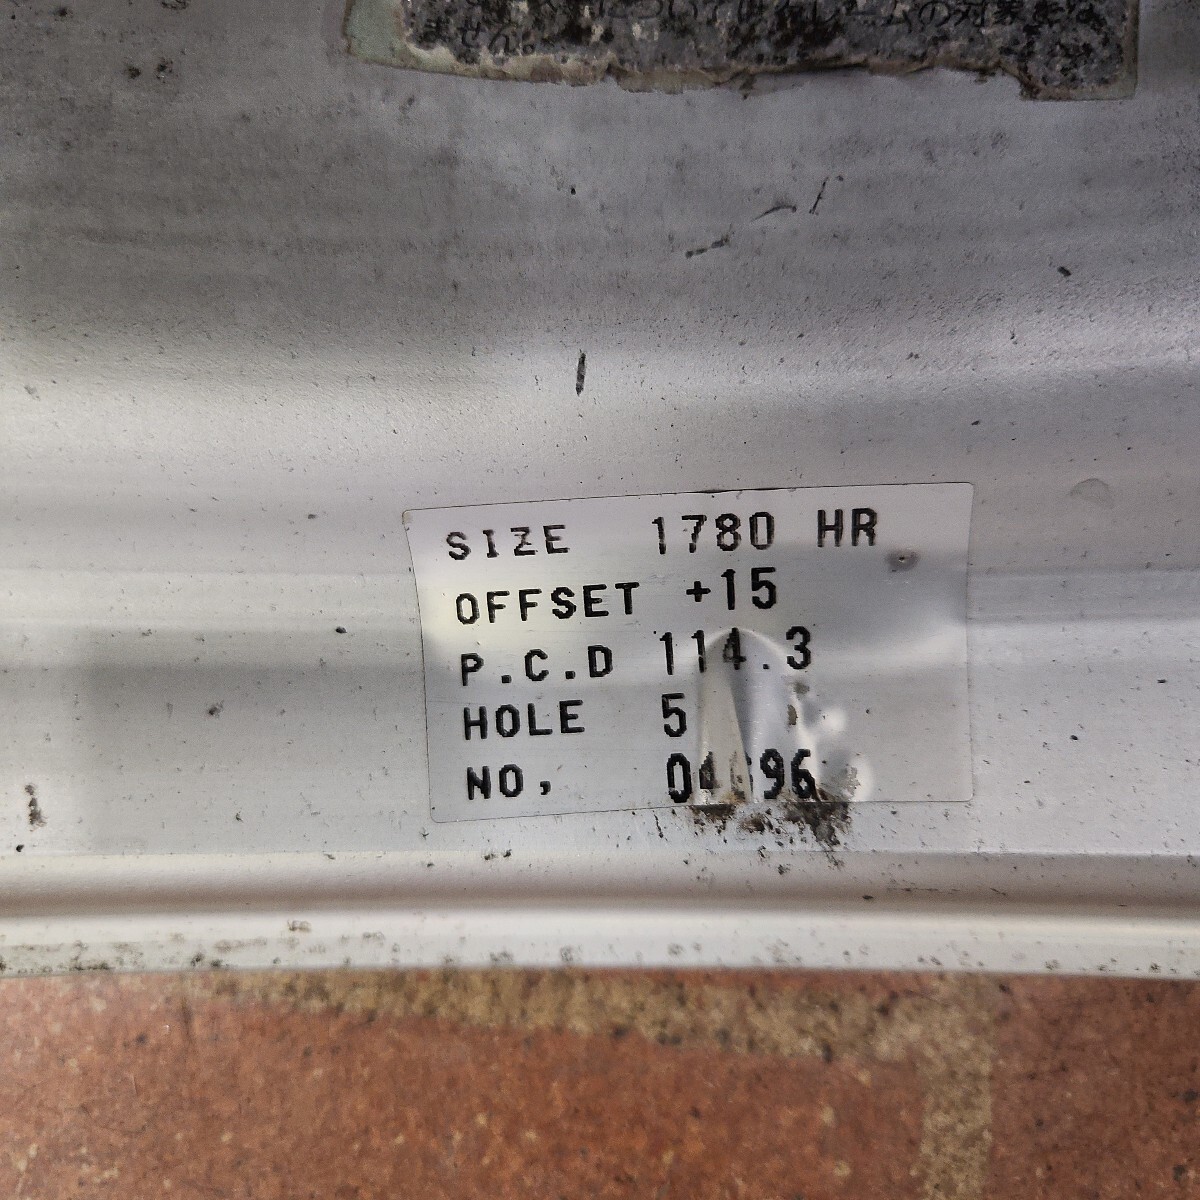 SIZE 1780 HR
OFFSET +15
P.C.D 114.3
HOLE 5
NO,